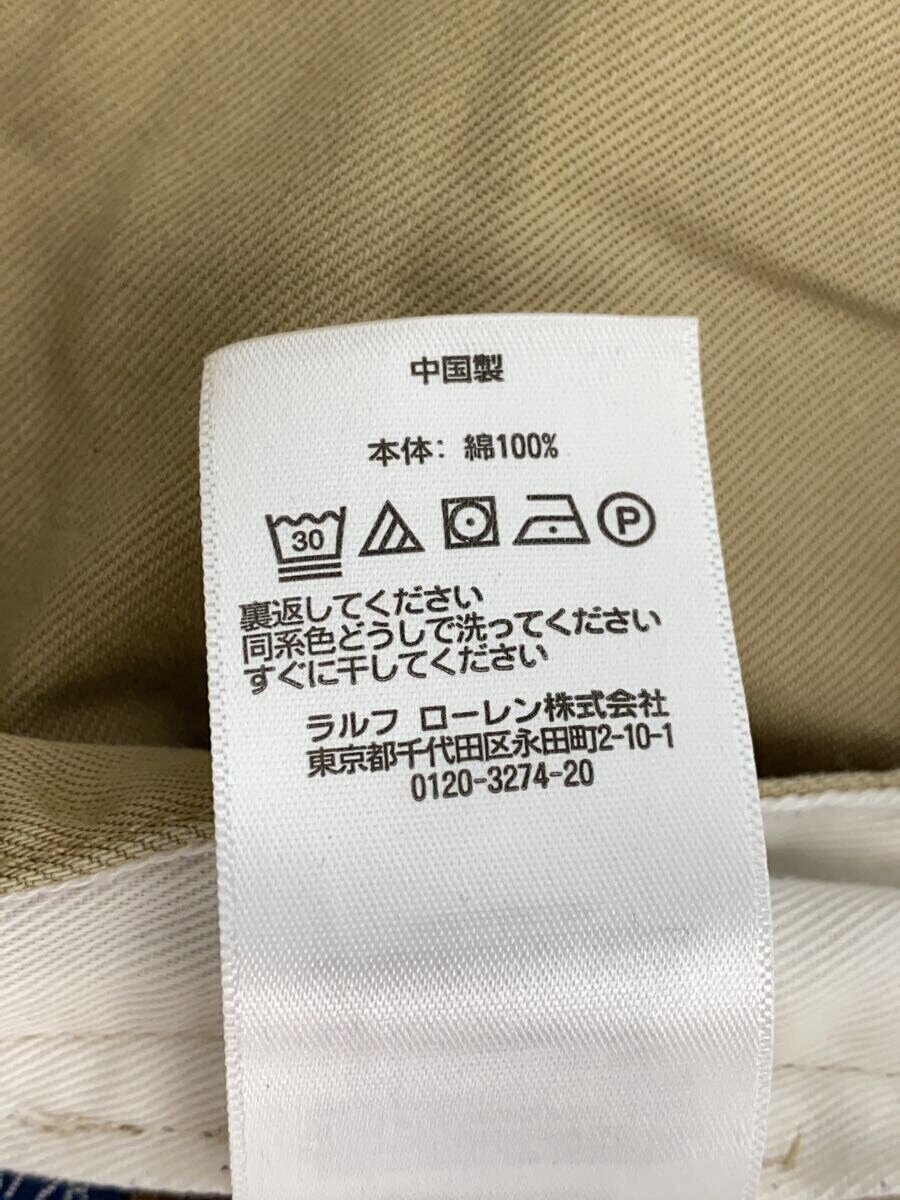 中国製
本体: 綿100%
30 P
裏返してください
同系色どうしで洗ってください
すぐに干してください
ラルフ ローレン株式会社
東京都千代田区永田町2-10-1
0120-3274-20